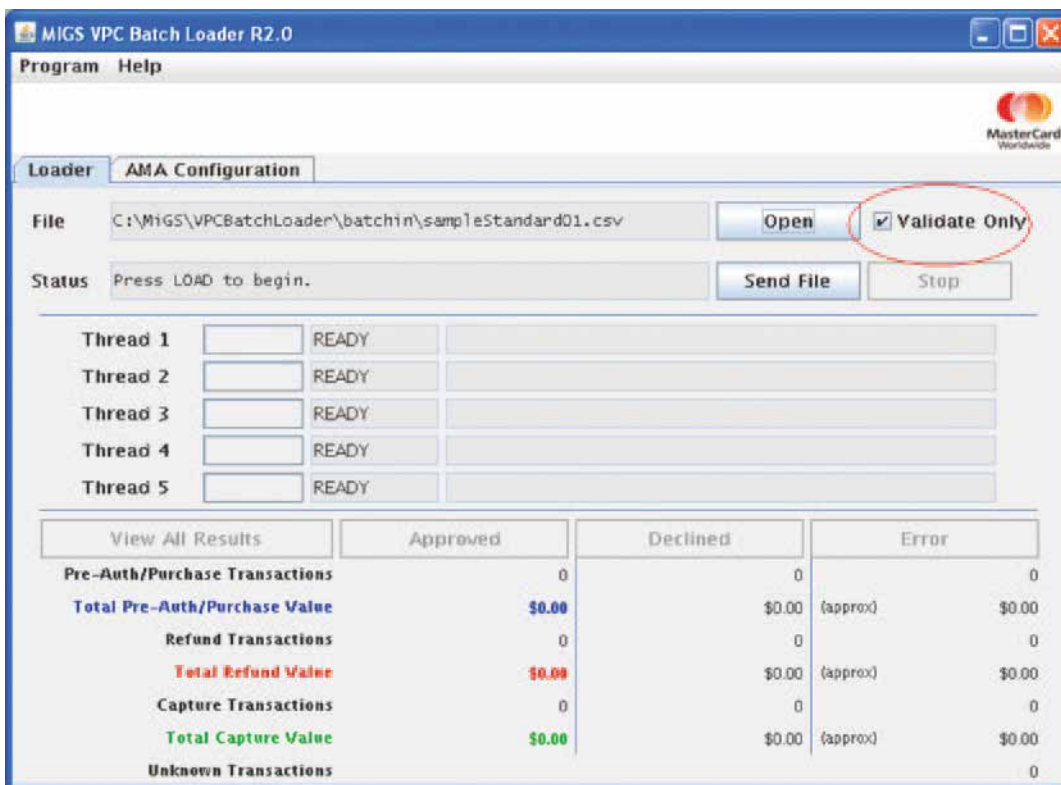 MIGS VPC Batch Loader R2.0
Program Help
MasterCard
Worldwide
Loader AMA Configuration
File C:\MiGS\VPCBatchLoader\batchin\sampleStandard01.csv Open Validate Only
Status Press LOAD to begin. Send File Stop
Thread 1 READY
Thread 2 READY
Thread 3 READY
Thread 4 READY
Thread 5 READY
View All Results Approved Declined Error
Pre-Auth/Purchase Transactions 0 0 0
Total Pre-Auth/Purchase Value $0.00 $0.00 (approx) $0.00
Refund Transactions 0 0 0
Total Refund Value $0.00 $0.00 (approx) $0.00
Capture Transactions 0 0 0
Total Capture Value $0.00 $0.00 (approx) $0.00
Unknown Transactions 0